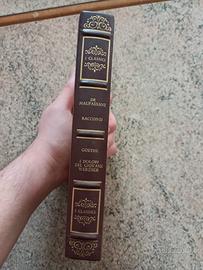 I CLASSICI
DE
MAUPASSANT
RACCONTI
GOETHE
I DOLORI
DEL GIOVANE
WERTHER
I CLASSICI